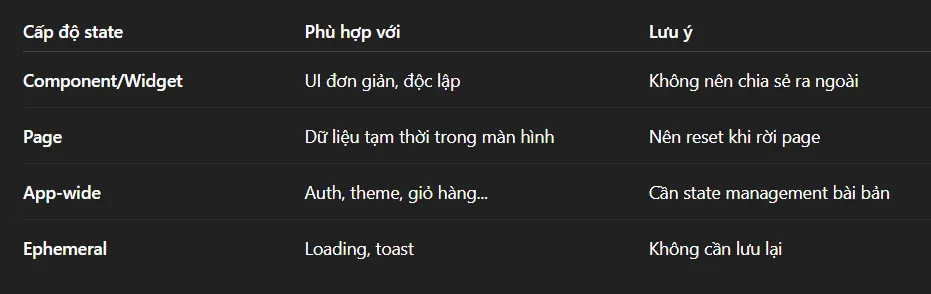 Cấp độ state Phù hợp với Lưu ý
Component/Widget UI đơn giản, độc lập Không nên chia sẻ ra ngoài
Page Dữ liệu tạm thời trong màn hình Nên reset khi rời page
App-wide Auth, theme, giỏ hàng... Cần state management bài bản
Ephemeral Loading, toast Không cần lưu lại